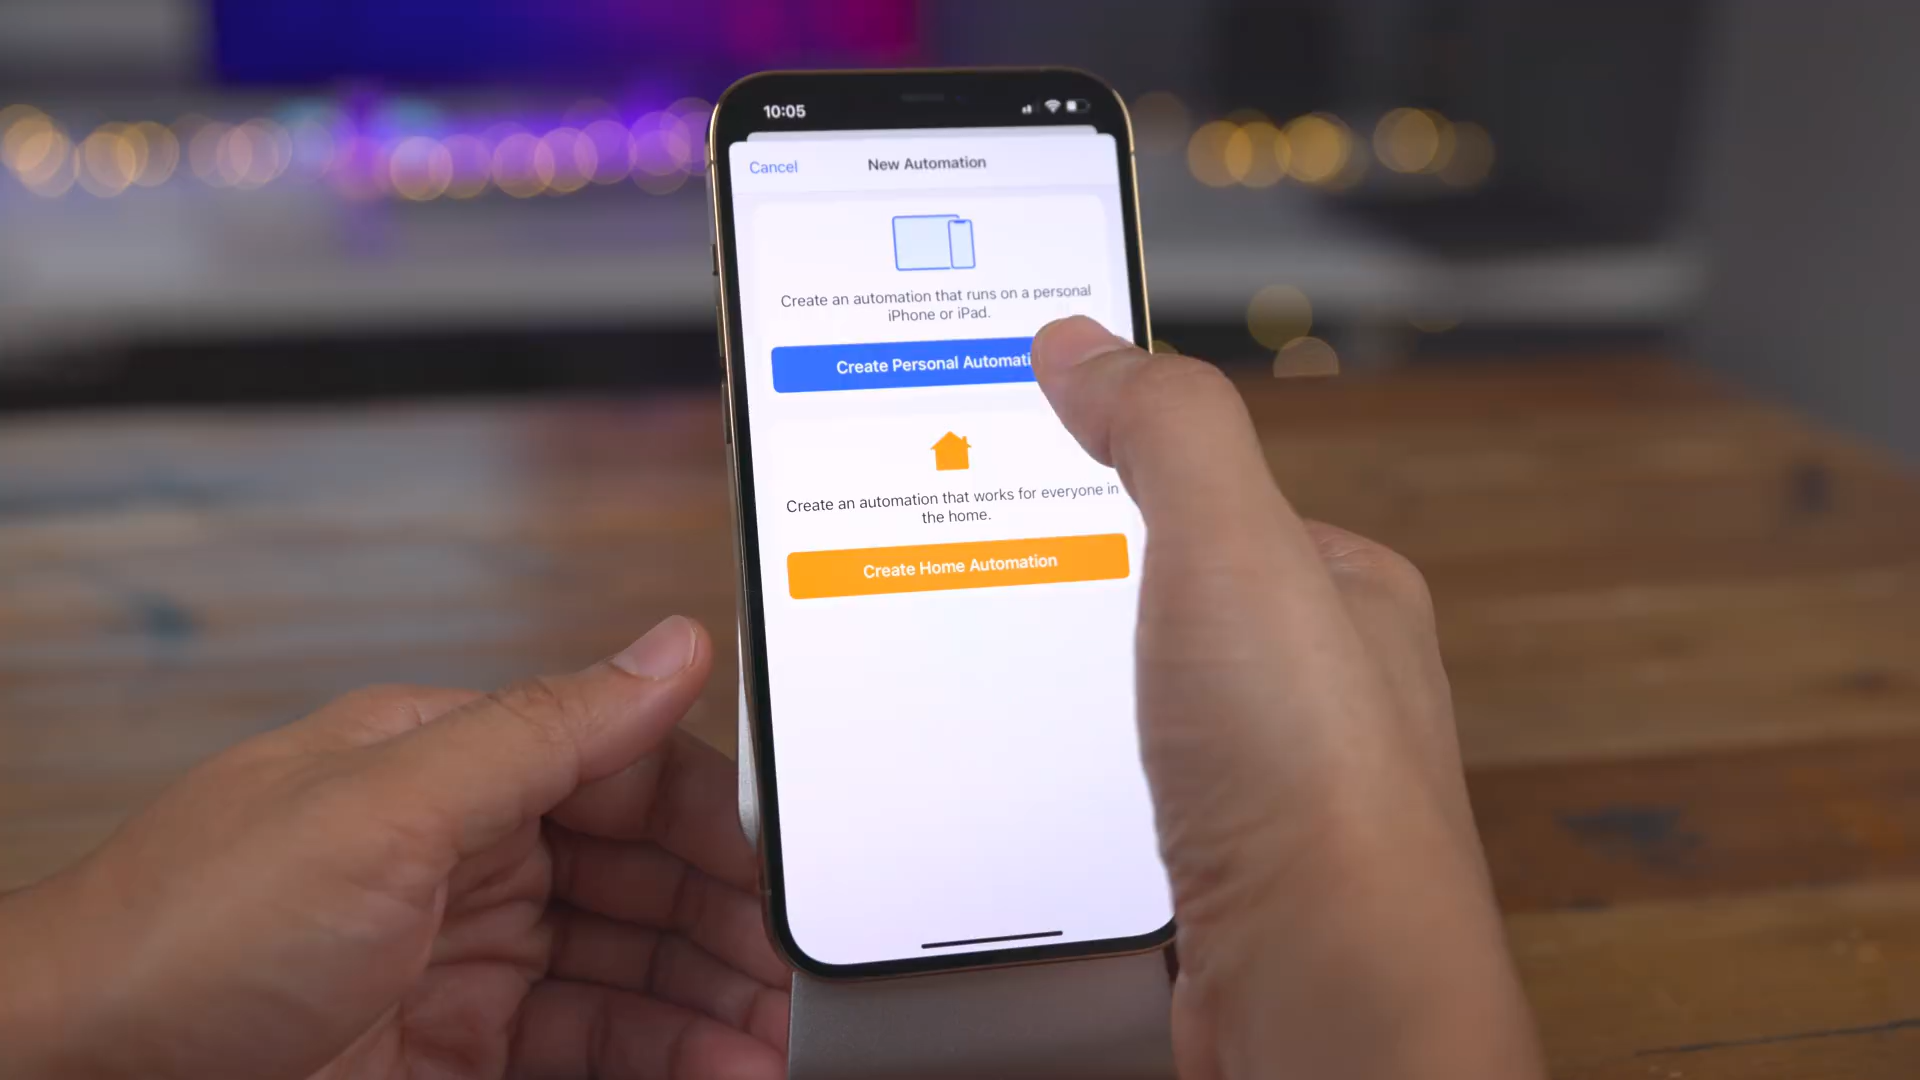 10:05
Cancel
New Automation
Create an automation that runs on a personal
iPhone or iPad.
Create Personal Automati
Create an automation that works for everyone in
the home.
Create Home Automation